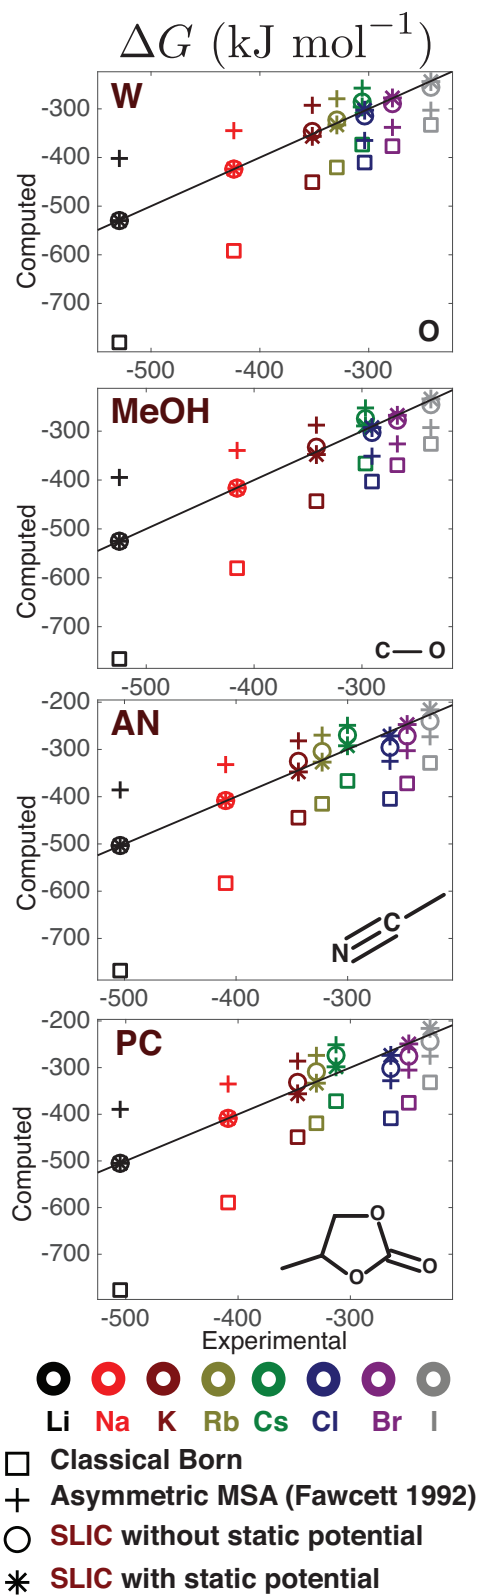 ΔG (kJ mol⁻¹)
W
-300
-400
-500
-600
-700
Computed
O
-500 -400 -300
MeOH
-300
-400
-500
-600
-700
Computed
C O
-500 -400 -300
AN
-200
-300
-400
-500
-600
-700
Computed
N C
-500 -400 -300
PC
-200
-300
-400
-500
-600
-700
Computed
O
O O
-500 -400 -300
Experimental
Li Na K Rb Cs Cl Br I
Classical Born
Asymmetric MSA (Fawcett 1992)
SLIC without static potential
SLIC with static potential